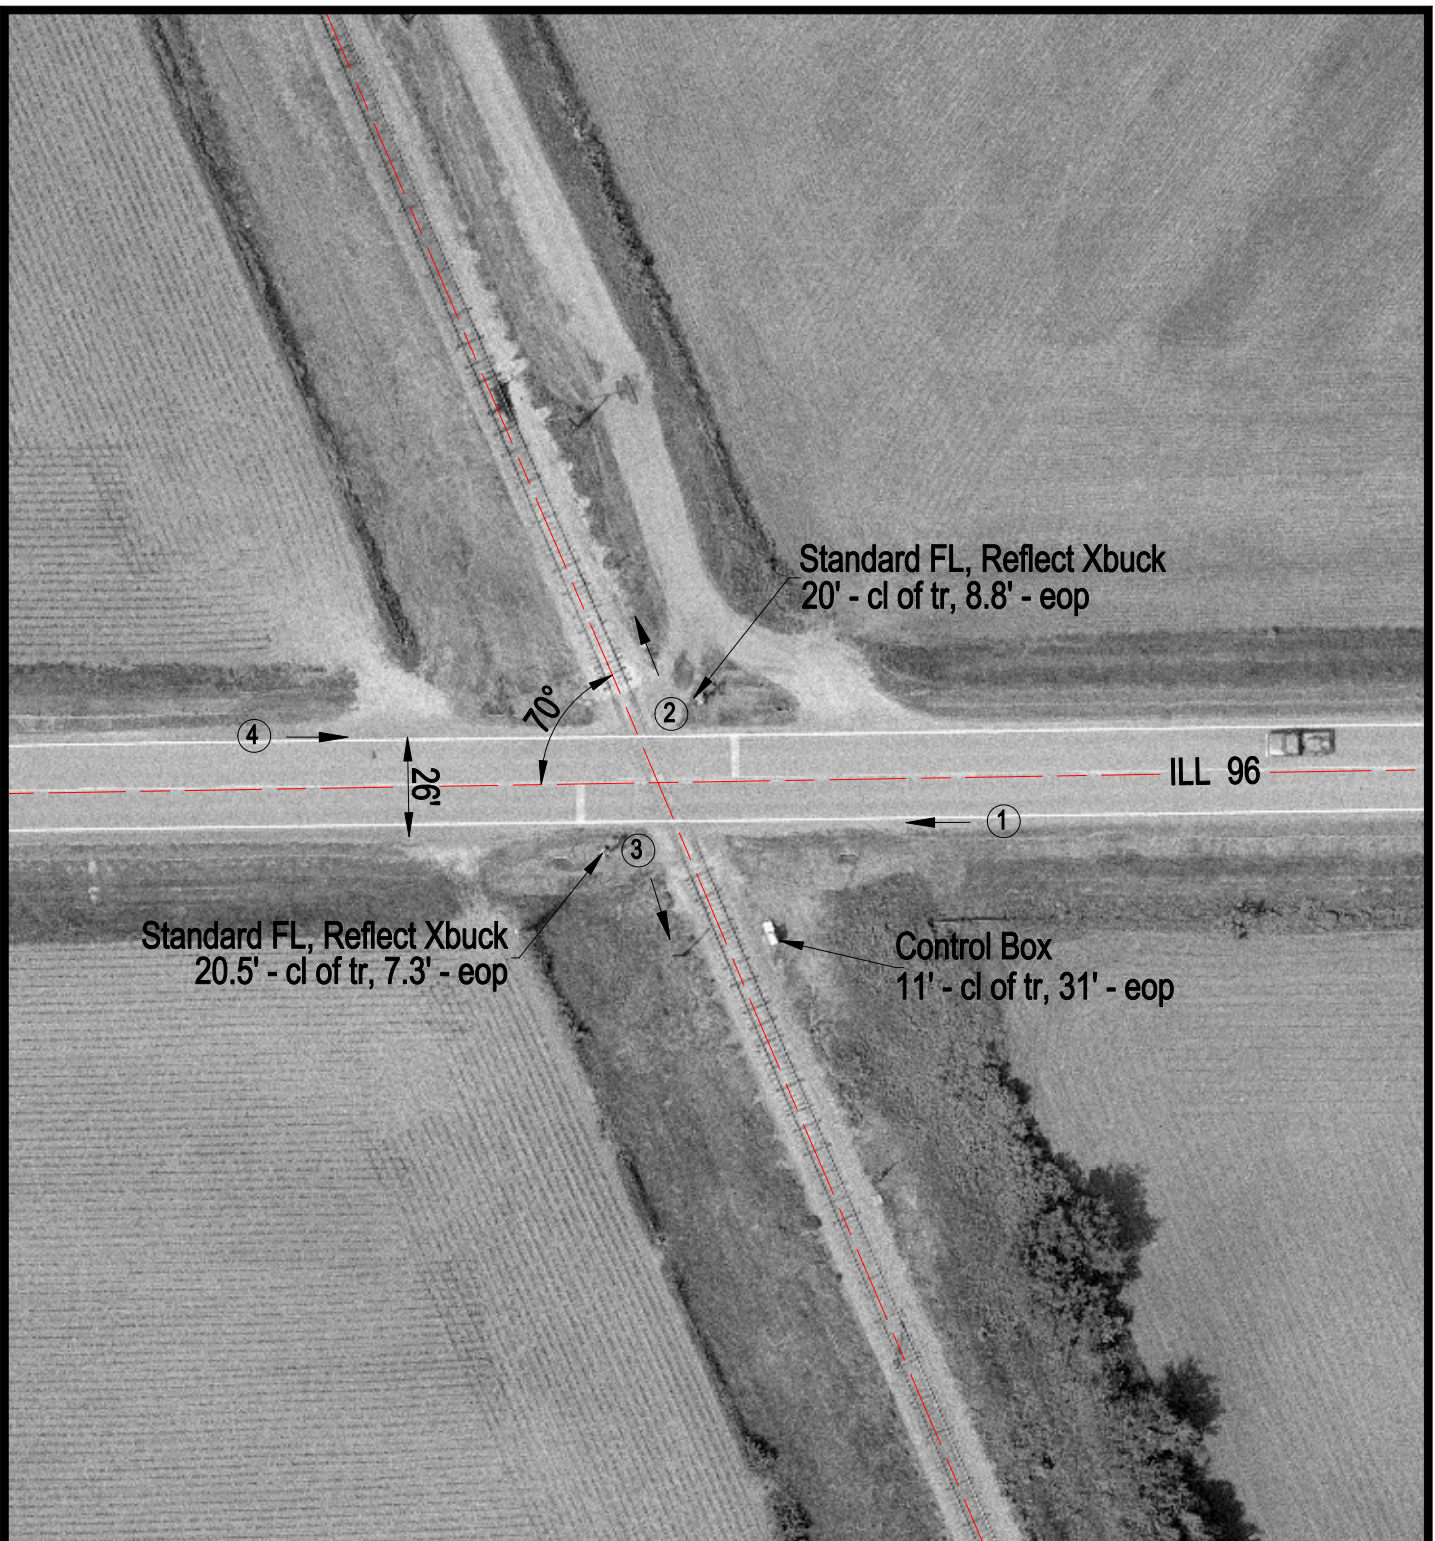 Standard FL, Reflect Xbuck
20' - cl of tr, 8.8' - eop
70°
2
4
26'
ILL 96
1
3
Standard FL, Reflect Xbuck
20.5' - cl of tr, 7.3' - eop
Control Box
11' - cl of tr, 31' - eop